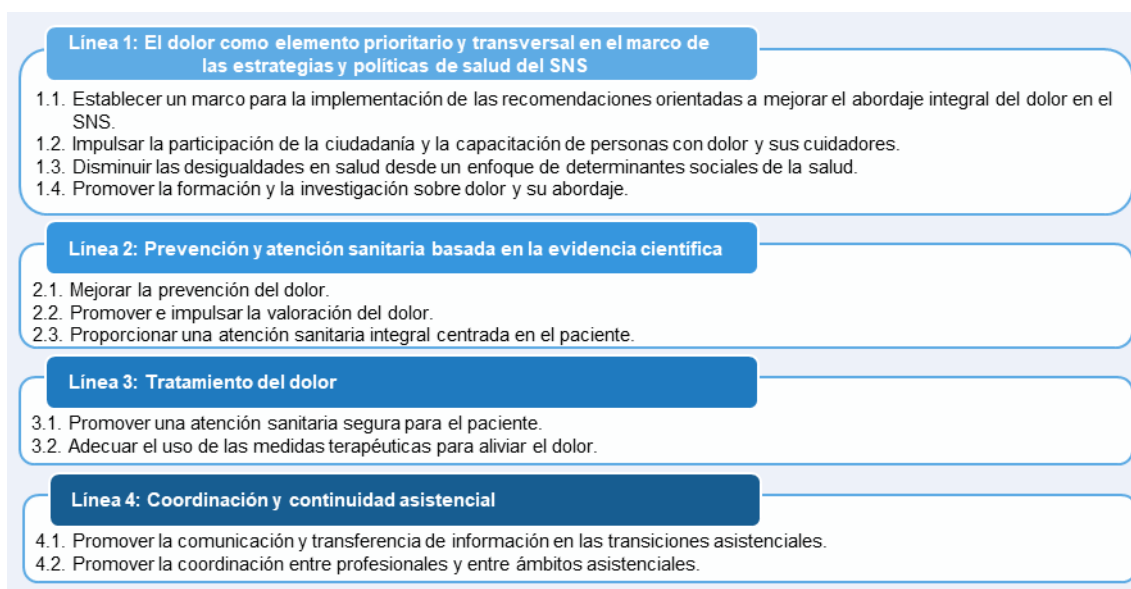 Línea 1: El dolor como elemento prioritario y transversal en el marco de
las estrategias y políticas de salud del SNS
1.1. Establecer un marco para la implementación de las recomendaciones orientadas a mejorar el abordaje integral del dolor en el
SNS.
1.2. Impulsar la participación de la ciudadanía y la capacitación de personas con dolor y sus cuidadores.
1.3. Disminuir las desigualdades en salud desde un enfoque de determinantes sociales de la salud.
1.4. Promover la formación y la investigación sobre dolor y su abordaje.
Línea 2: Prevención y atención sanitaria basada en la evidencia científica
2.1. Mejorar la prevención del dolor.
2.2. Promover e impulsar la valoración del dolor.
2.3. Proporcionar una atención sanitaria integral centrada en el paciente.
Línea 3: Tratamiento del dolor
3.1. Promover una atención sanitaria segura para el paciente.
3.2. Adecuar el uso de las medidas terapéuticas para aliviar el dolor.
Línea 4: Coordinación y continuidad asistencial
4.1. Promover la comunicación y transferencia de información en las transiciones asistenciales.
4.2. Promover la coordinación entre profesionales y entre ámbitos asistenciales.